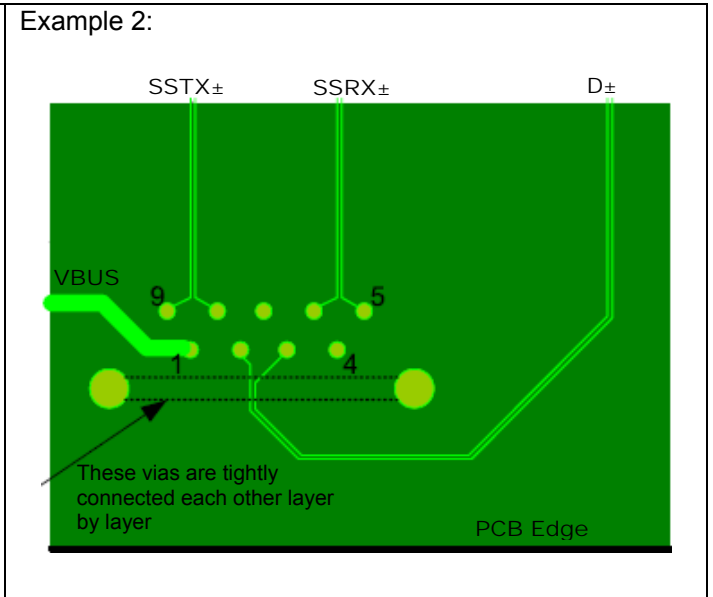 Example 2:
SSTX± SSRX± D±
VBUS
9 5
1 4
These vias are tightly
connected each other layer
by layer
PCB Edge